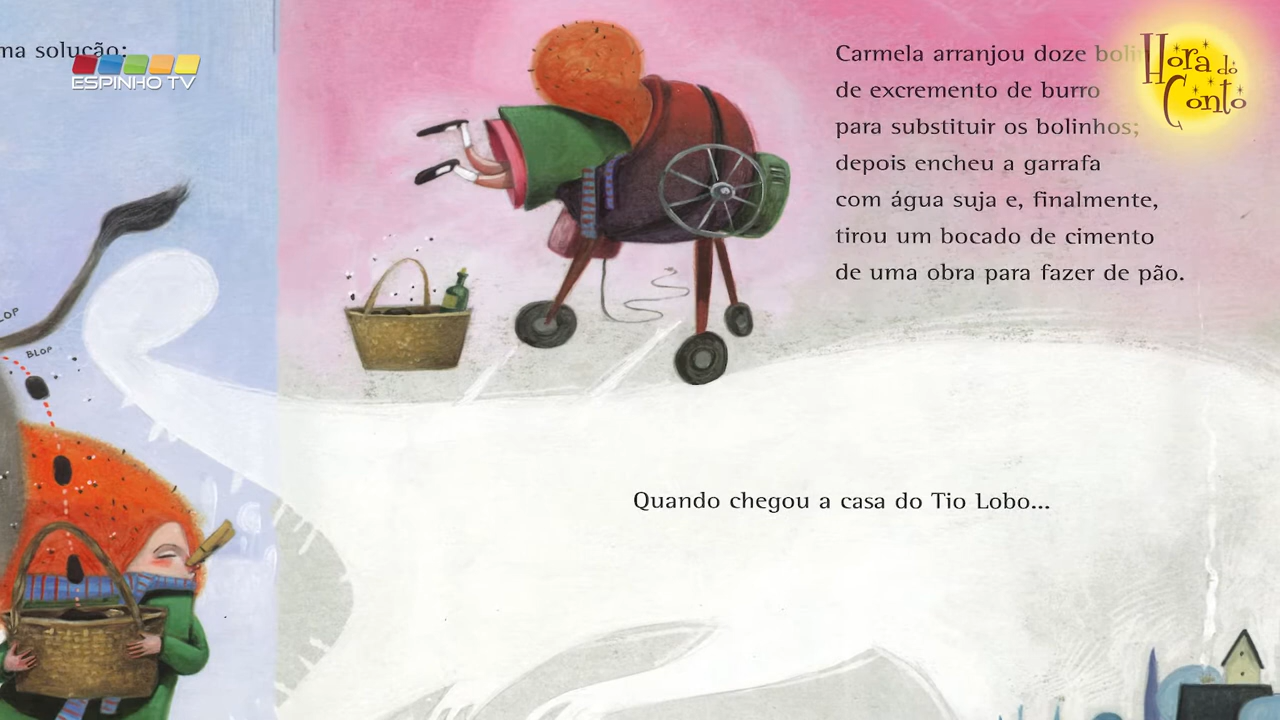 ma solução:
ESPINHO TV
Carmela arranjou doze
de excremento de burro
para substituir os bolinhos;
depois encheu a garrafa
com água suja e, finalmente,
tirou um bocado de cimento
de uma obra para fazer de pão.
Hora do
Conto
BLOP
Quando chegou a casa do Tio Lobo...